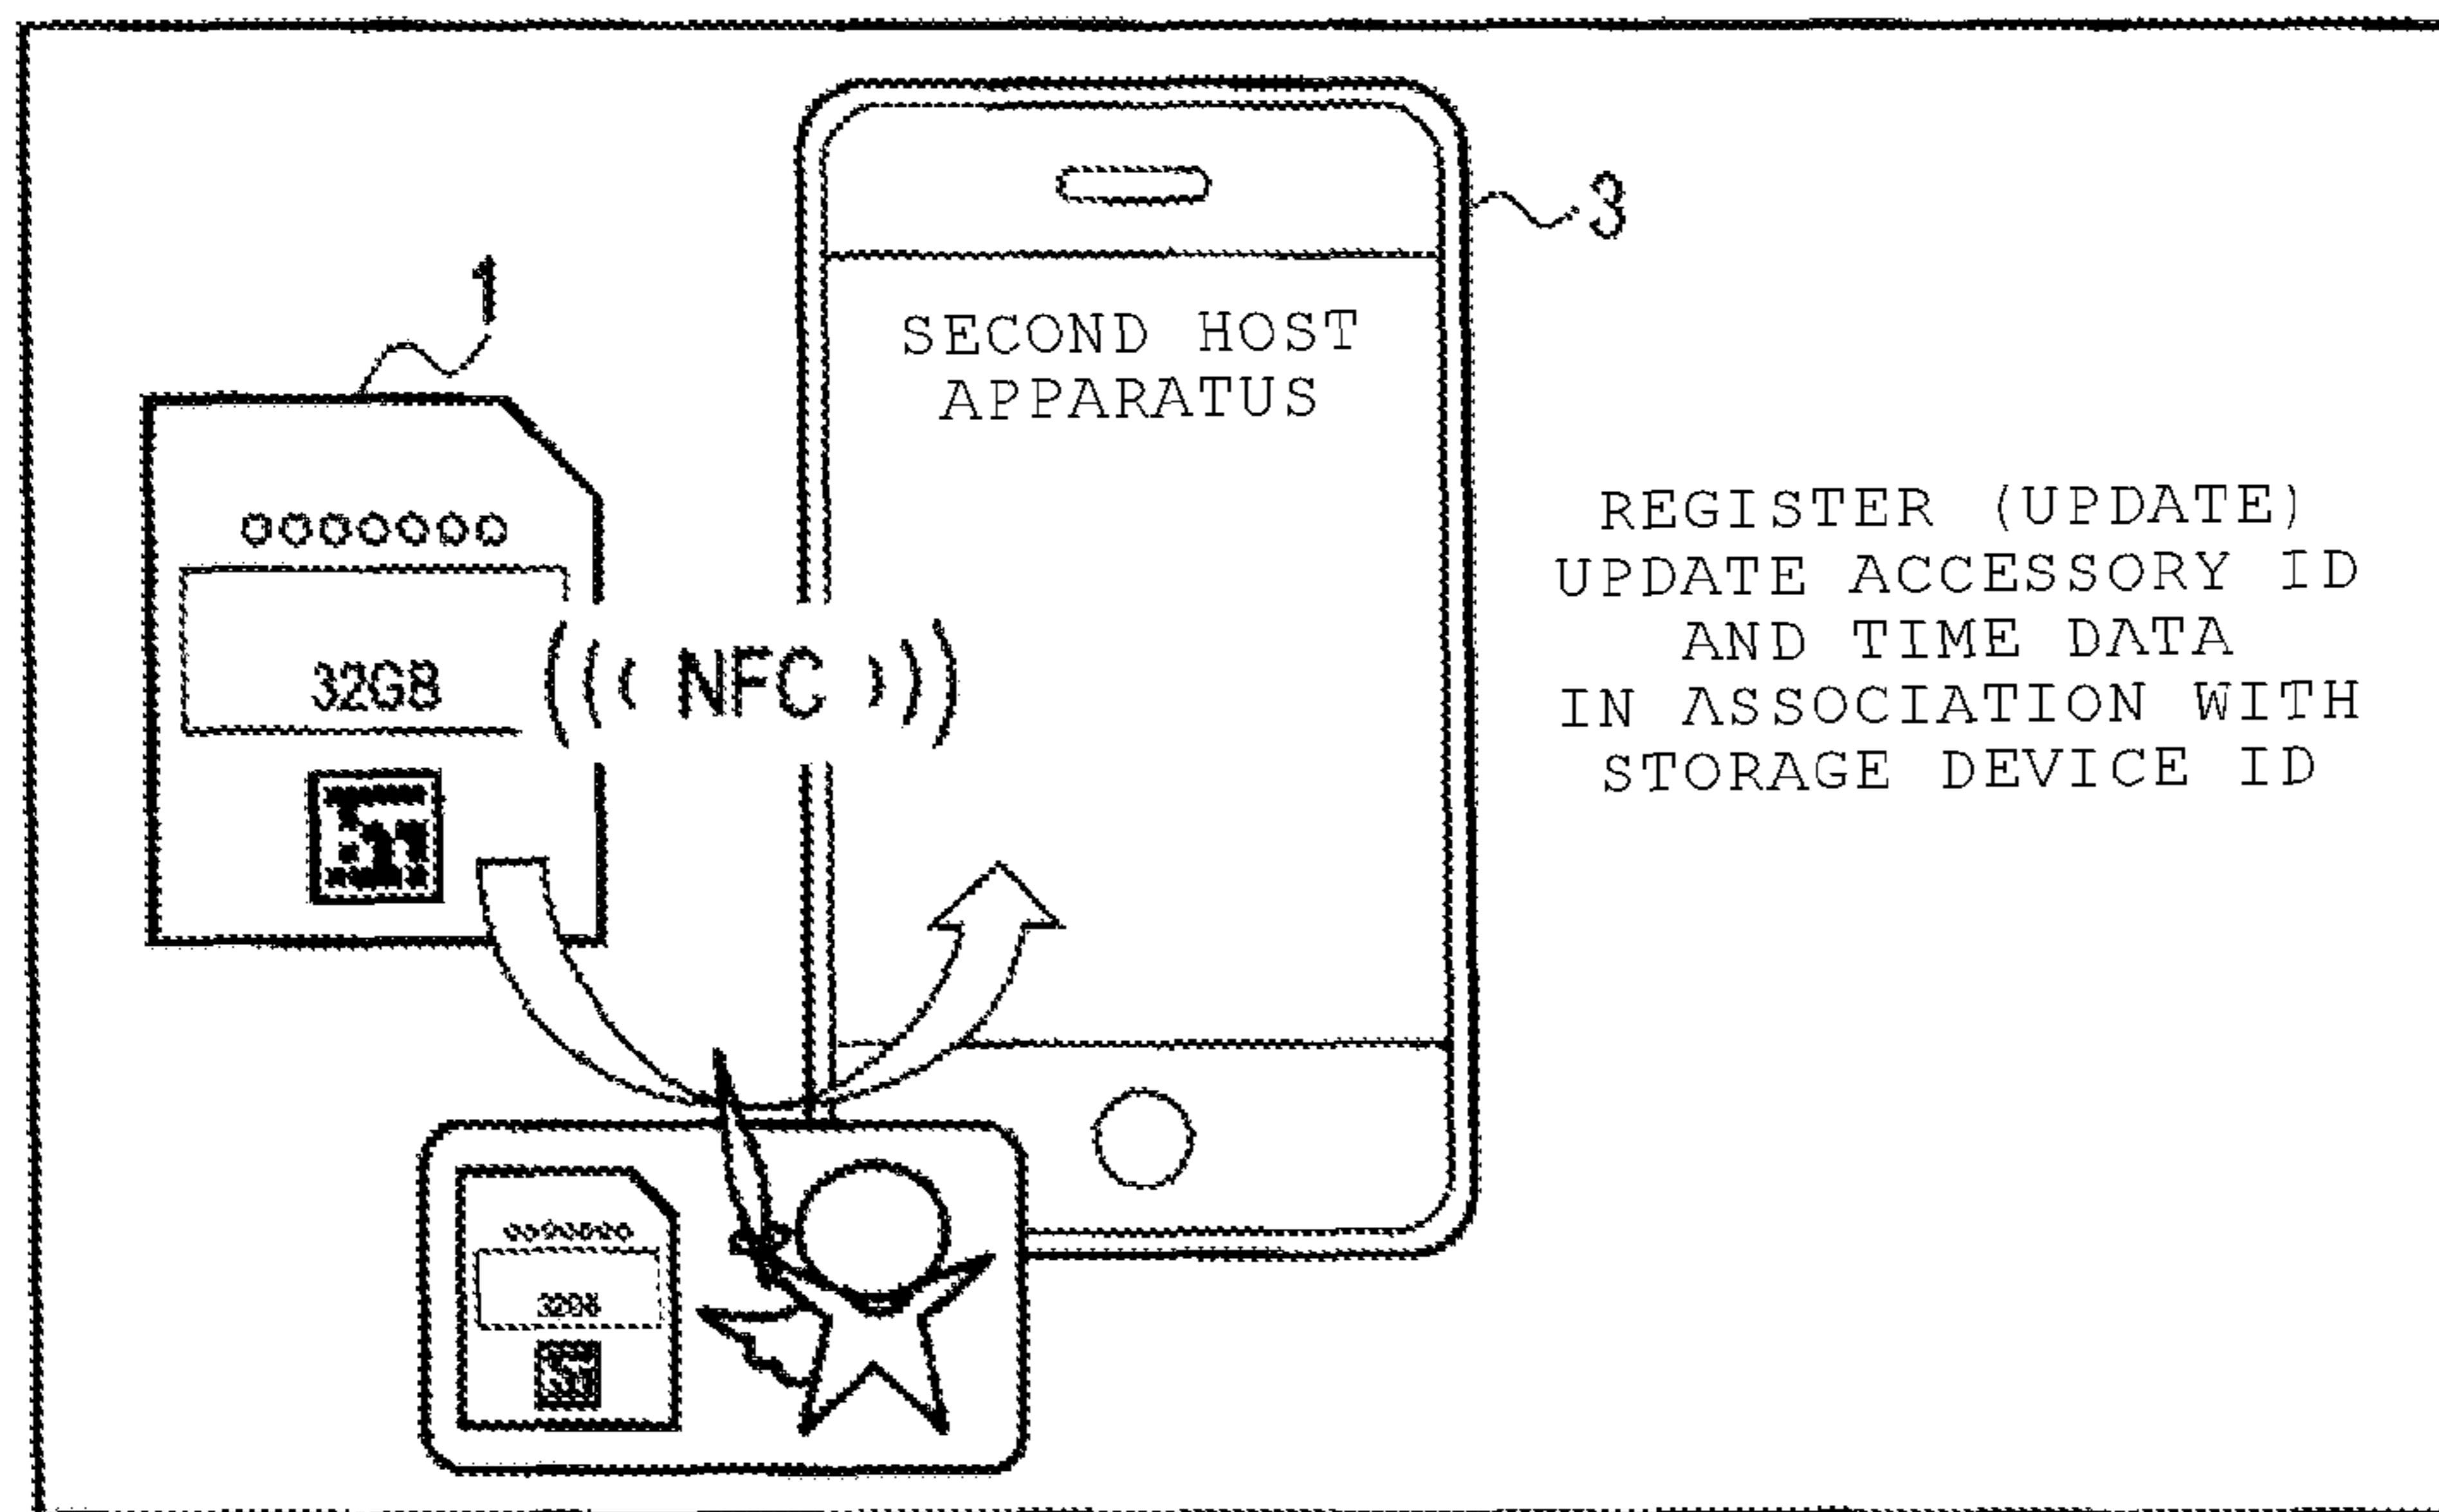 1
3
SECOND HOST
APPARATUS
32GB
((( NFC )))
REGISTER (UPDATE)
UPDATE ACCESSORY ID
AND TIME DATA
IN ASSOCIATION WITH
STORAGE DEVICE ID